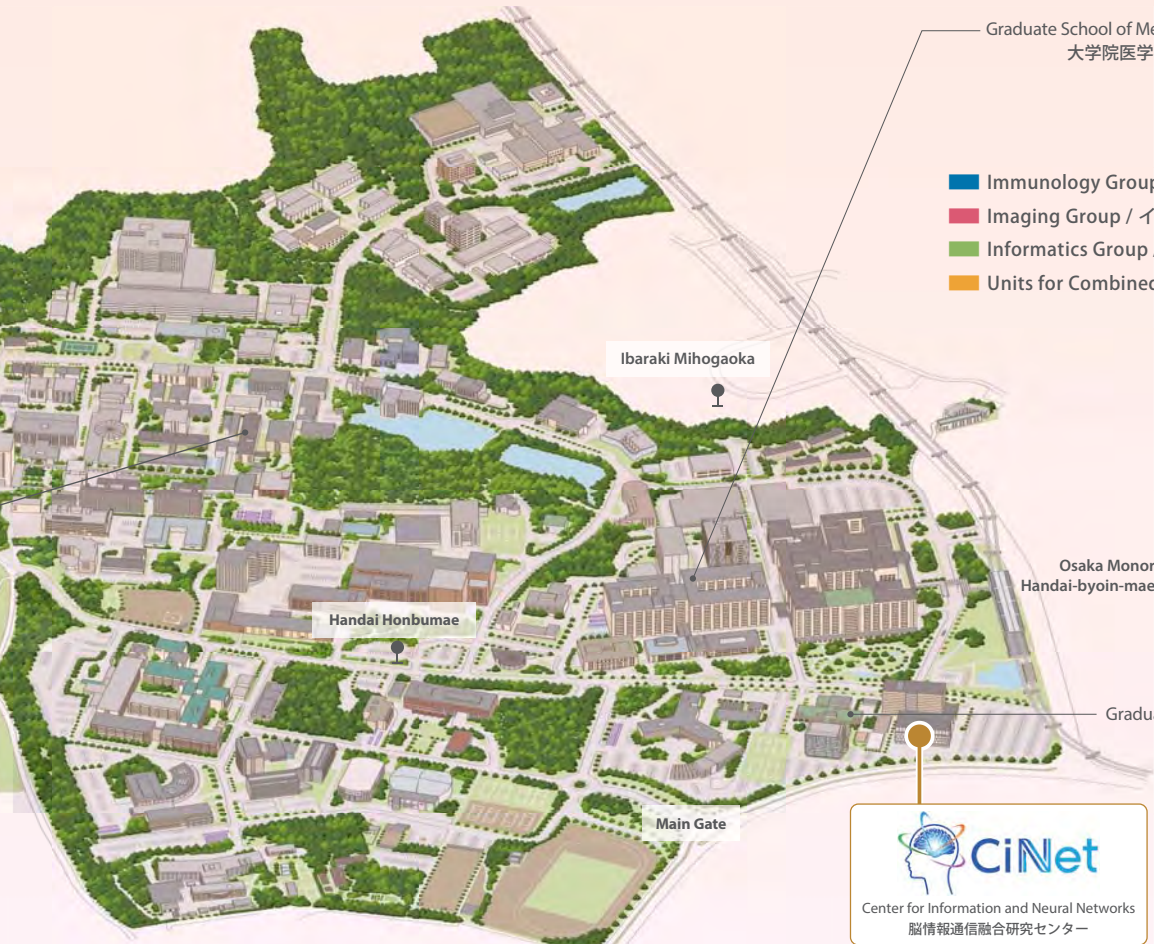 Graduate School of Me
大学院医学
Immunology Group
Imaging Group / イ
Informatics Group /
Units for Combined
Ibaraki Mihogaoka
Osaka Monor
Handai-byoin-mae
Handai Honbumae
Gradua
Main Gate
CiNet
Center for Information and Neural Networks
脳情報通信融合研究センター